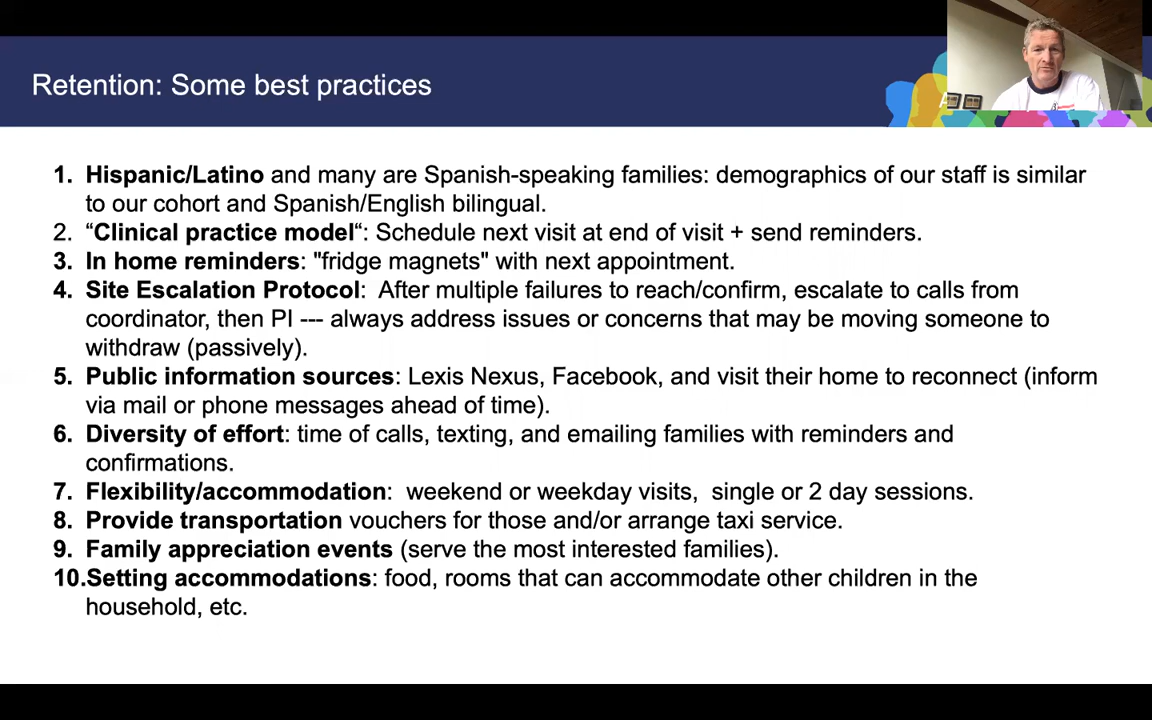 Retention: Some best practices
A
1. Hispanic/Latino and many are Spanish-speaking families: demographics of our staff is similar
to our cohort and Spanish/English bilingual.
2. “Clinical practice model“: Schedule next visit at end of visit + send reminders.
3. In home reminders: "fridge magnets" with next appointment.
4. Site Escalation Protocol:  After multiple failures to reach/confirm, escalate to calls from
coordinator, then PI --- always address issues or concerns that may be moving someone to
withdraw (passively).
5. Public information sources: Lexis Nexus, Facebook, and visit their home to reconnect (inform
via mail or phone messages ahead of time).
6. Diversity of effort: time of calls, texting, and emailing families with reminders and
confirmations.
7. Flexibility/accommodation:  weekend or weekday visits,  single or 2 day sessions.
8. Provide transportation vouchers for those and/or arrange taxi service.
9. Family appreciation events (serve the most interested families).
10.Setting accommodations: food, rooms that can accommodate other children in the
household, etc.